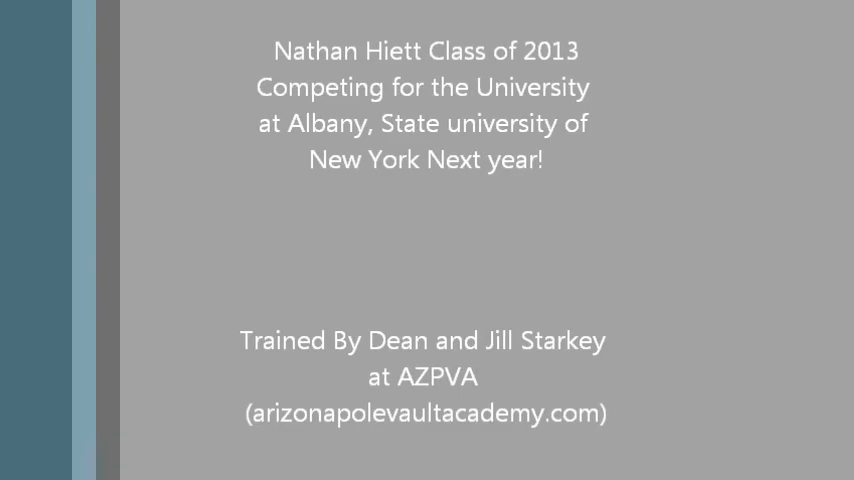 Nathan Hiett Class of 2013
Competing for the University
at Albany, State university of
New York Next year!
Trained By Dean and Jill Starkey
at AZPVA
(arizonapolevaultacademy.com)